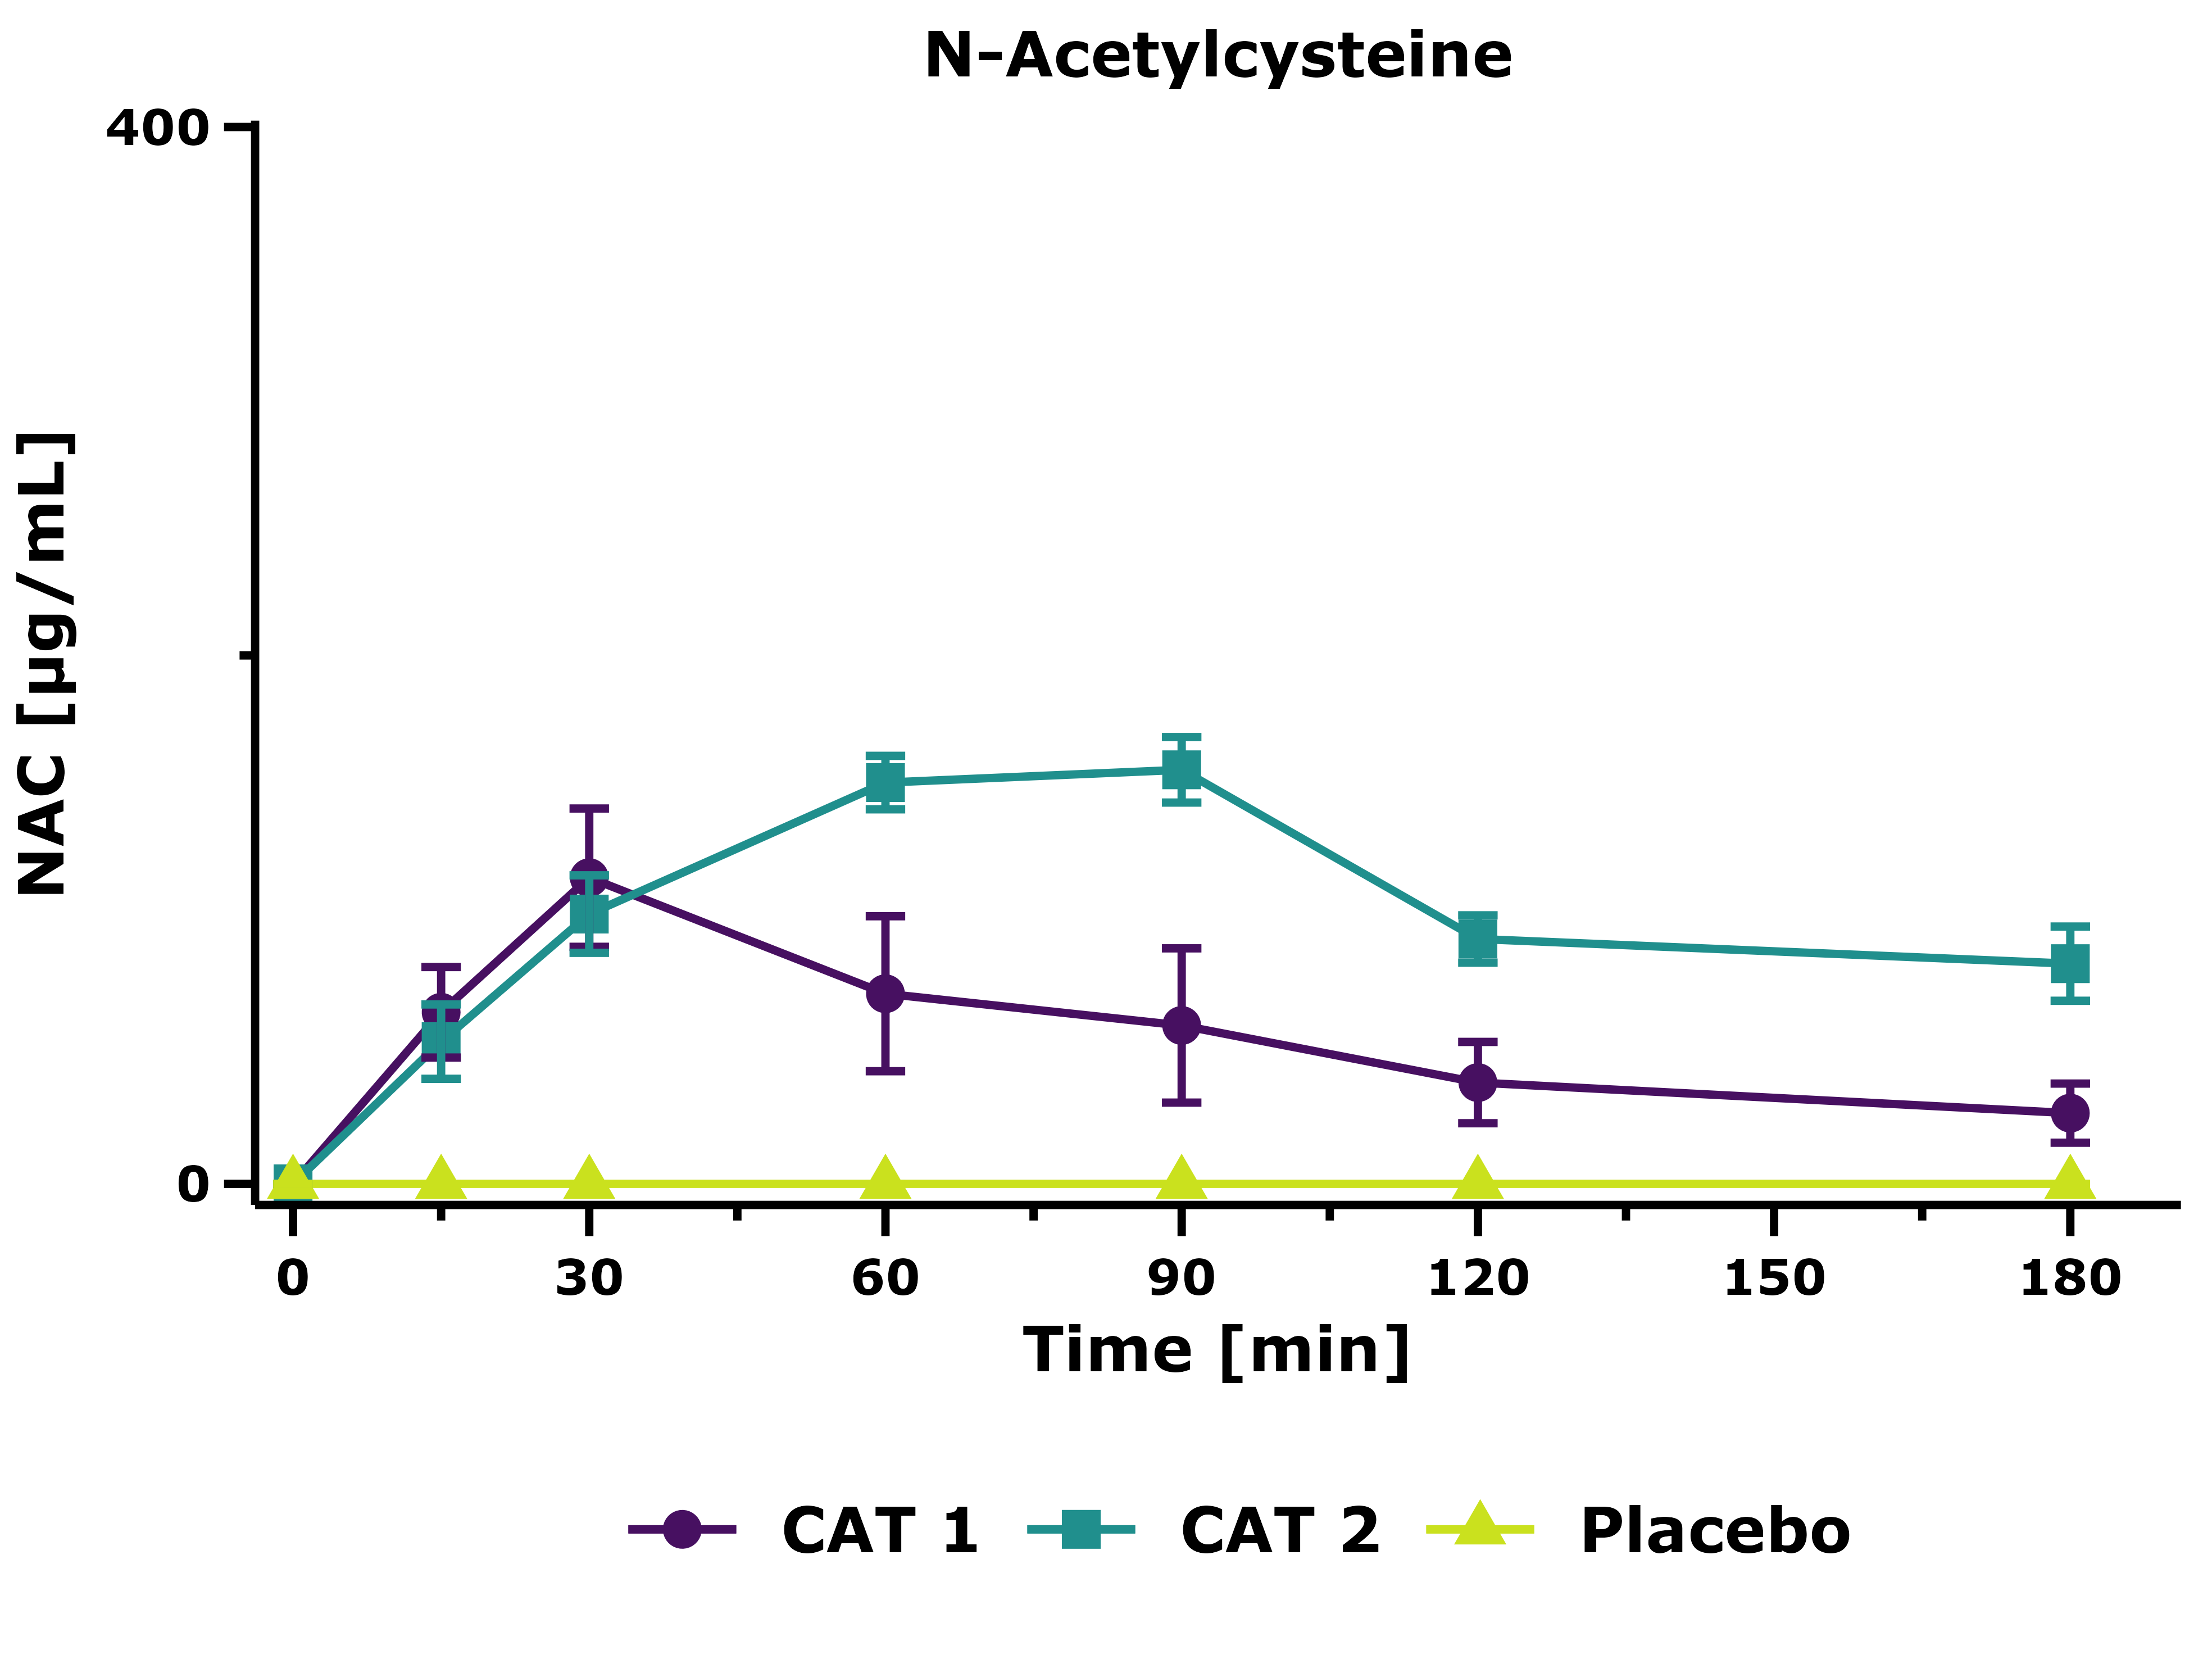 N–Acetylcysteine
400
NAC [µg/mL]
0
0 30 60 90 120 150 180
Time [min]
CAT 1 CAT 2 Placebo